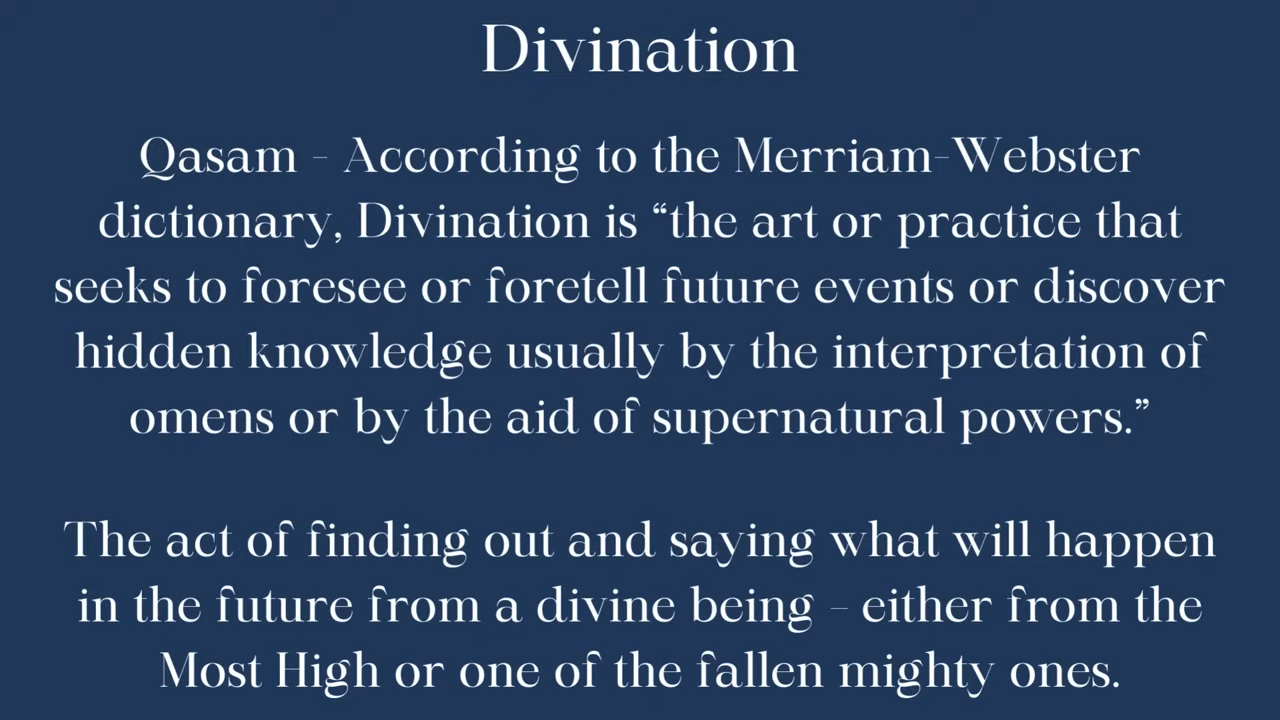 Divination
Qasam - According to the Merriam-Webster
dictionary, Divination is “the art or practice that
seeks to foresee or foretell future events or discover
hidden knowledge usually by the interpretation of
omens or by the aid of supernatural powers.”
The act of finding out and saying what will happen
in the future from a divine being - either from the
Most High or one of the fallen mighty ones.